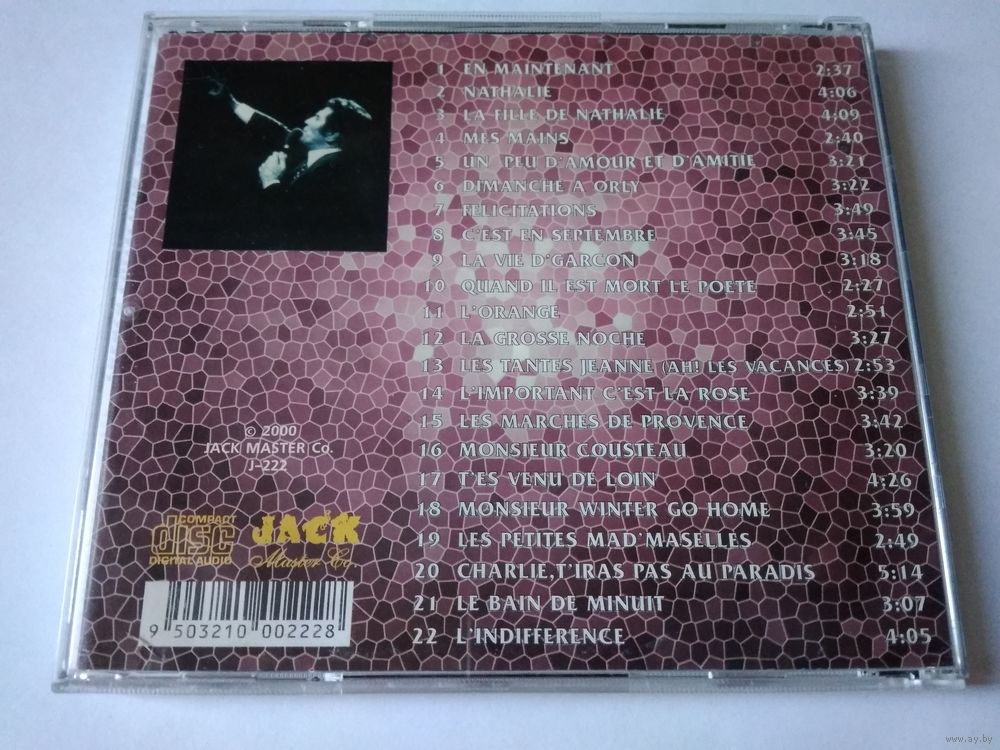 1 EN MAINTENANT 2:37
2 NATHALIE 4:06
3 LA FILLE DE NATHALIE 4:09
4 MES MAINS 2:40
5 UN PEU D'AMOUR ET D'AMITIE 3:21
6 DIMANCHE A ORLY 3:22
7 FELICITATIONS 3:49
8 C'EST EN SEPTEMBRE 3:45
9 LA VIE D'GARCON 3:18
10 QUAND IL EST MORT LE POETE 2:27
11 L'ORANGE 2:51
12 LA GROSSE NOCHE 3:27
13 LES TANTES JEANNE (AH! LES VACANCES) 2:53
14 L'IMPORTANT C'EST LA ROSE 3:39
15 LES MARCHES DE PROVENCE 3:42
16 MONSIEUR COUSTEAU 3:20
17 T'ES VENU DE LOIN 4:26
18 MONSIEUR WINTER GO HOME 3:59
19 LES PETITES MAD'MASELLES 2:49
20 CHARLIE,T'IRAS PAS AU PARADIS 5:14
21 LE BAIN DE MINUIT 3:07
22 L'INDIFFERENCE 4:05
© 2000
JACK MASTER Co.
J-222
COMPACT
disc
DIGITAL AUDIO
JACK
Master Co.
9 503210 002228
www.ay.by